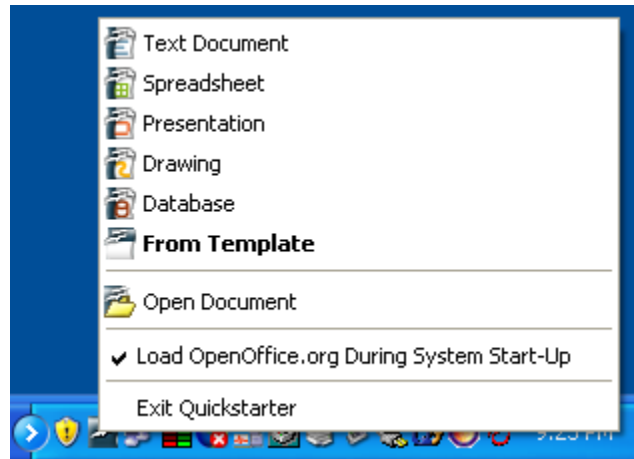 Text Document
Spreadsheet
Presentation
Drawing
Database
From Template
Open Document
Load OpenOffice.org During System Start-Up
Exit Quickstarter
PM